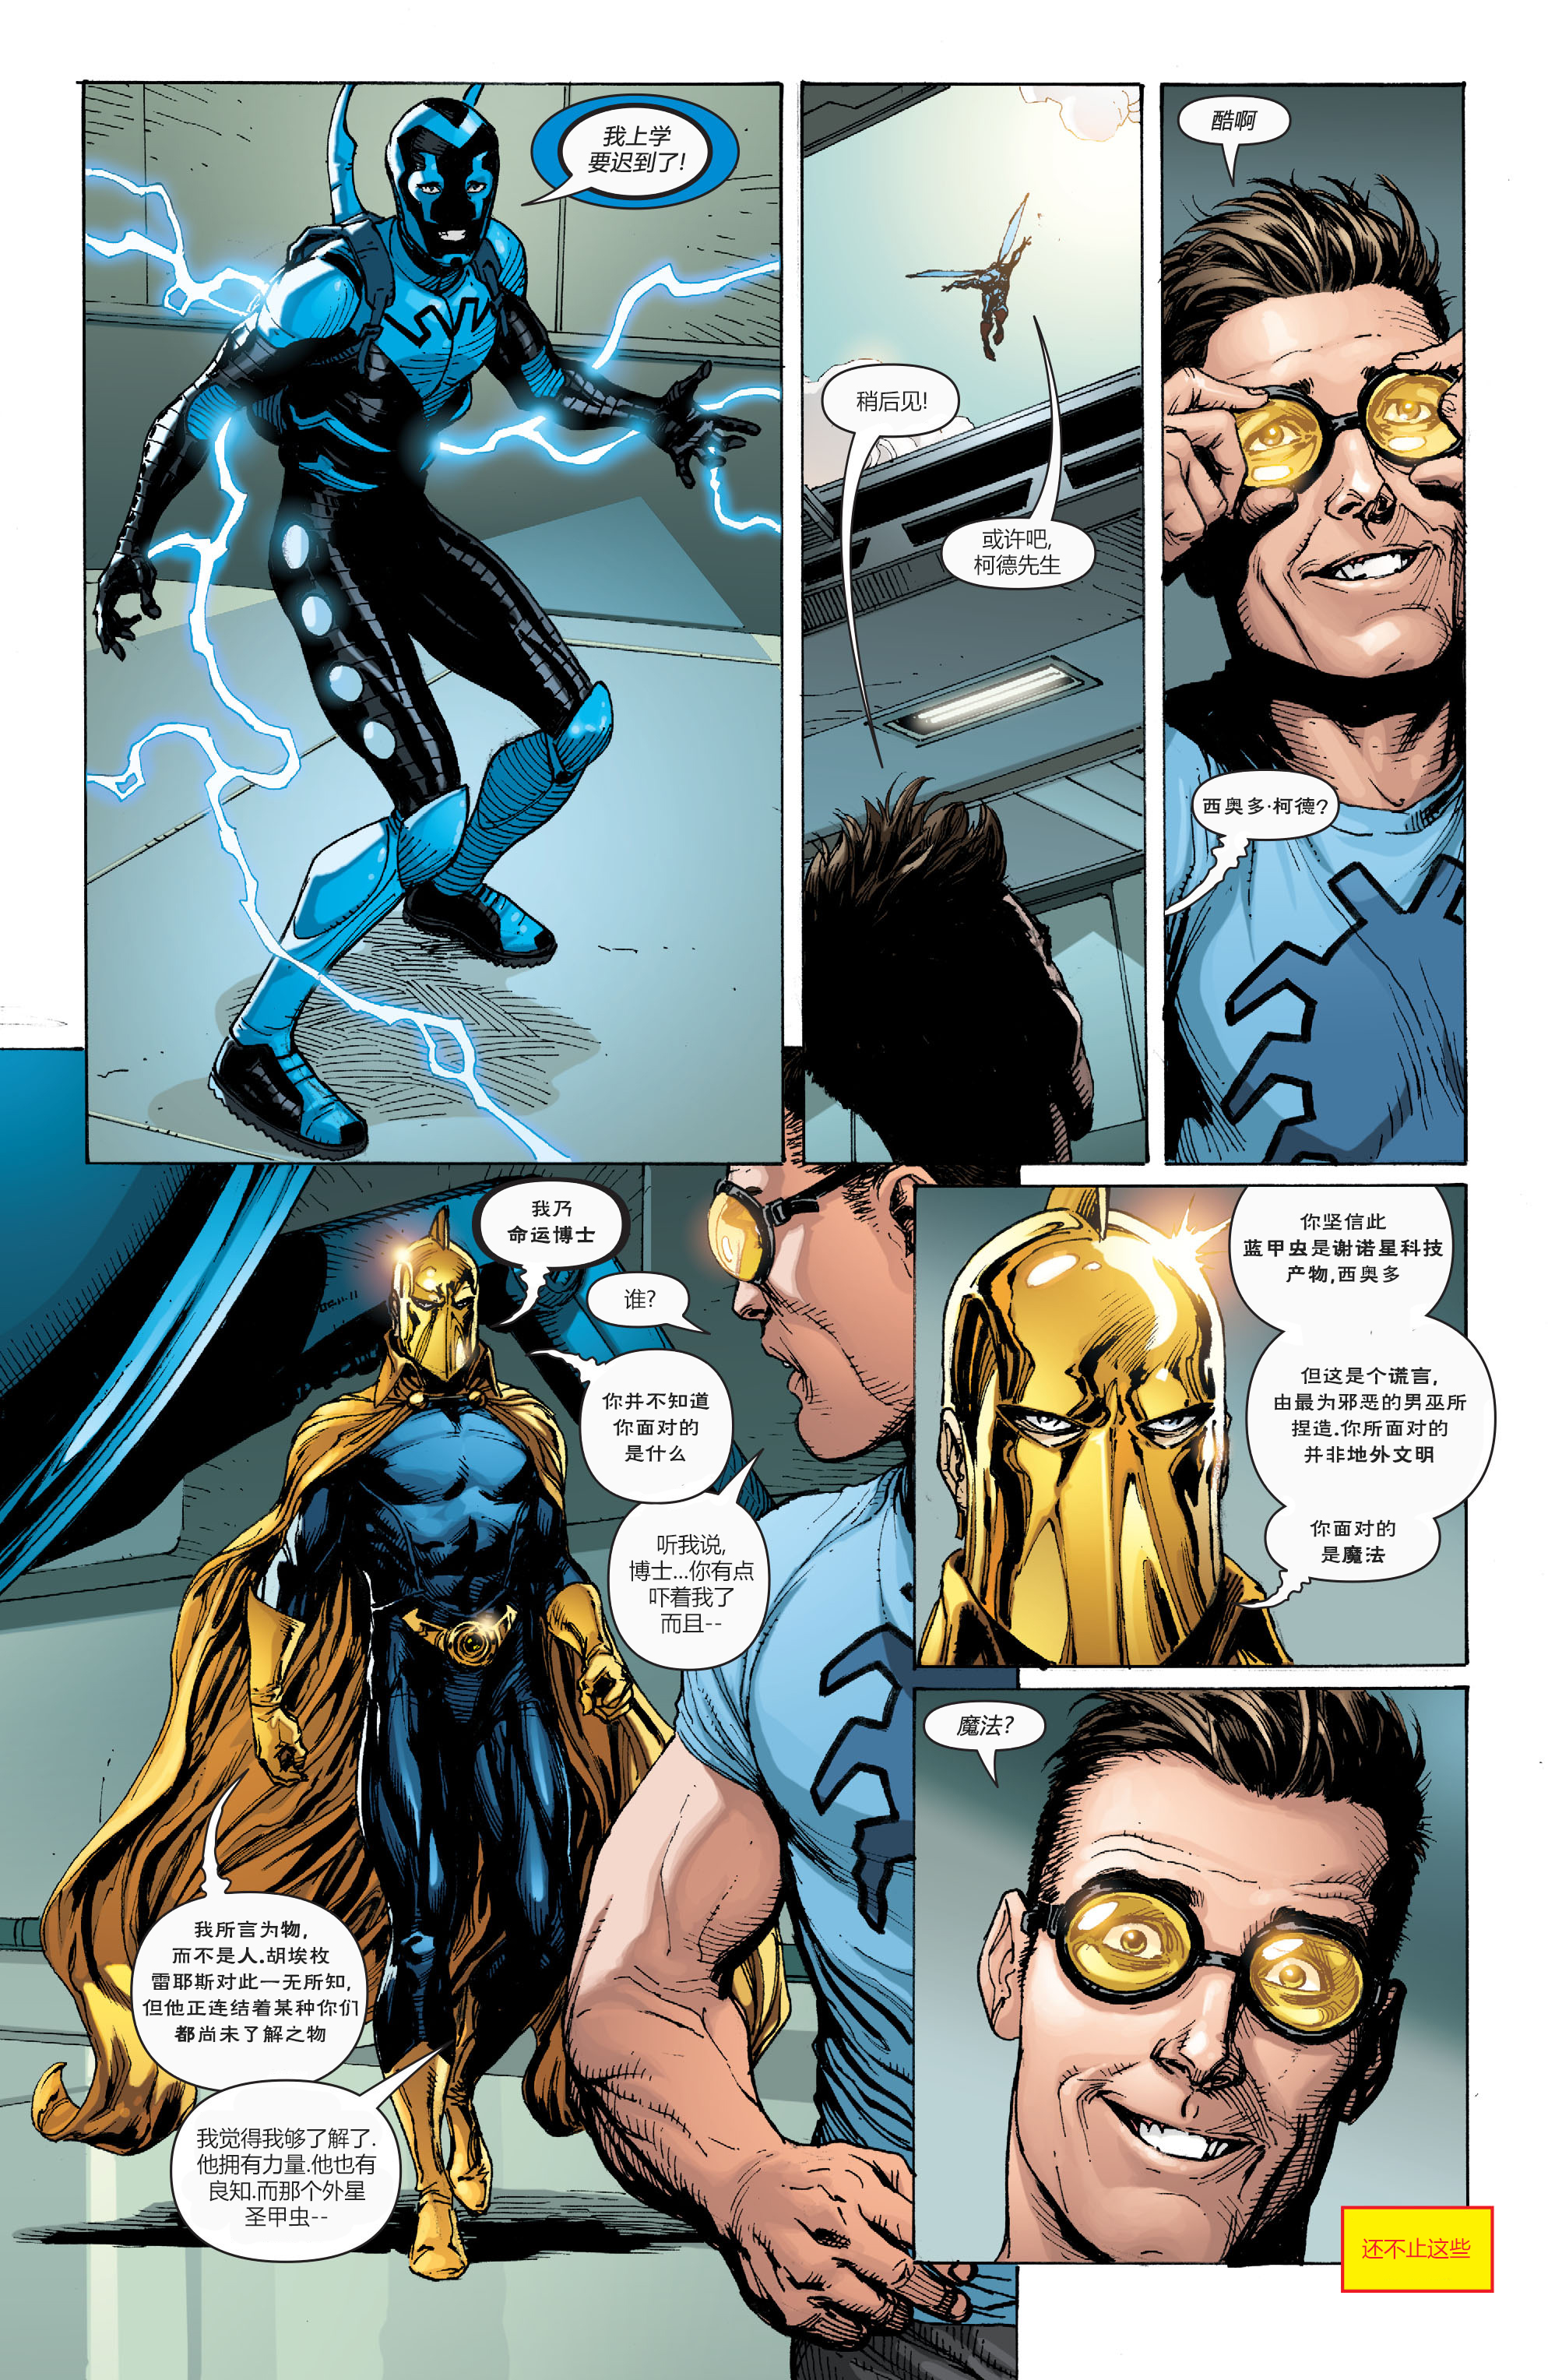 我上学
要迟到了!
稍后见!
或许吧,
柯德先生
酷啊
西奥多·柯德?
我乃
命运博士
谁?
你并不知道
你面对的
是什么
听我说,
博士...你有点
吓着我了
而且--
我所言为物,
而不是人.胡埃枚
雷耶斯对此一无所知,
但他正连结着某种你们
都尚未了解之物
我觉得我够了解了.
他拥有力量.他也有
良知.而那个外星
圣甲虫--
你坚信此
蓝甲虫是谢诺星科技
产物,西奥多
但这是个谎言,
由最为邪恶的男巫所
捏造.你所面对的
并非地外文明
你面对的
是魔法
魔法?
还不止这些